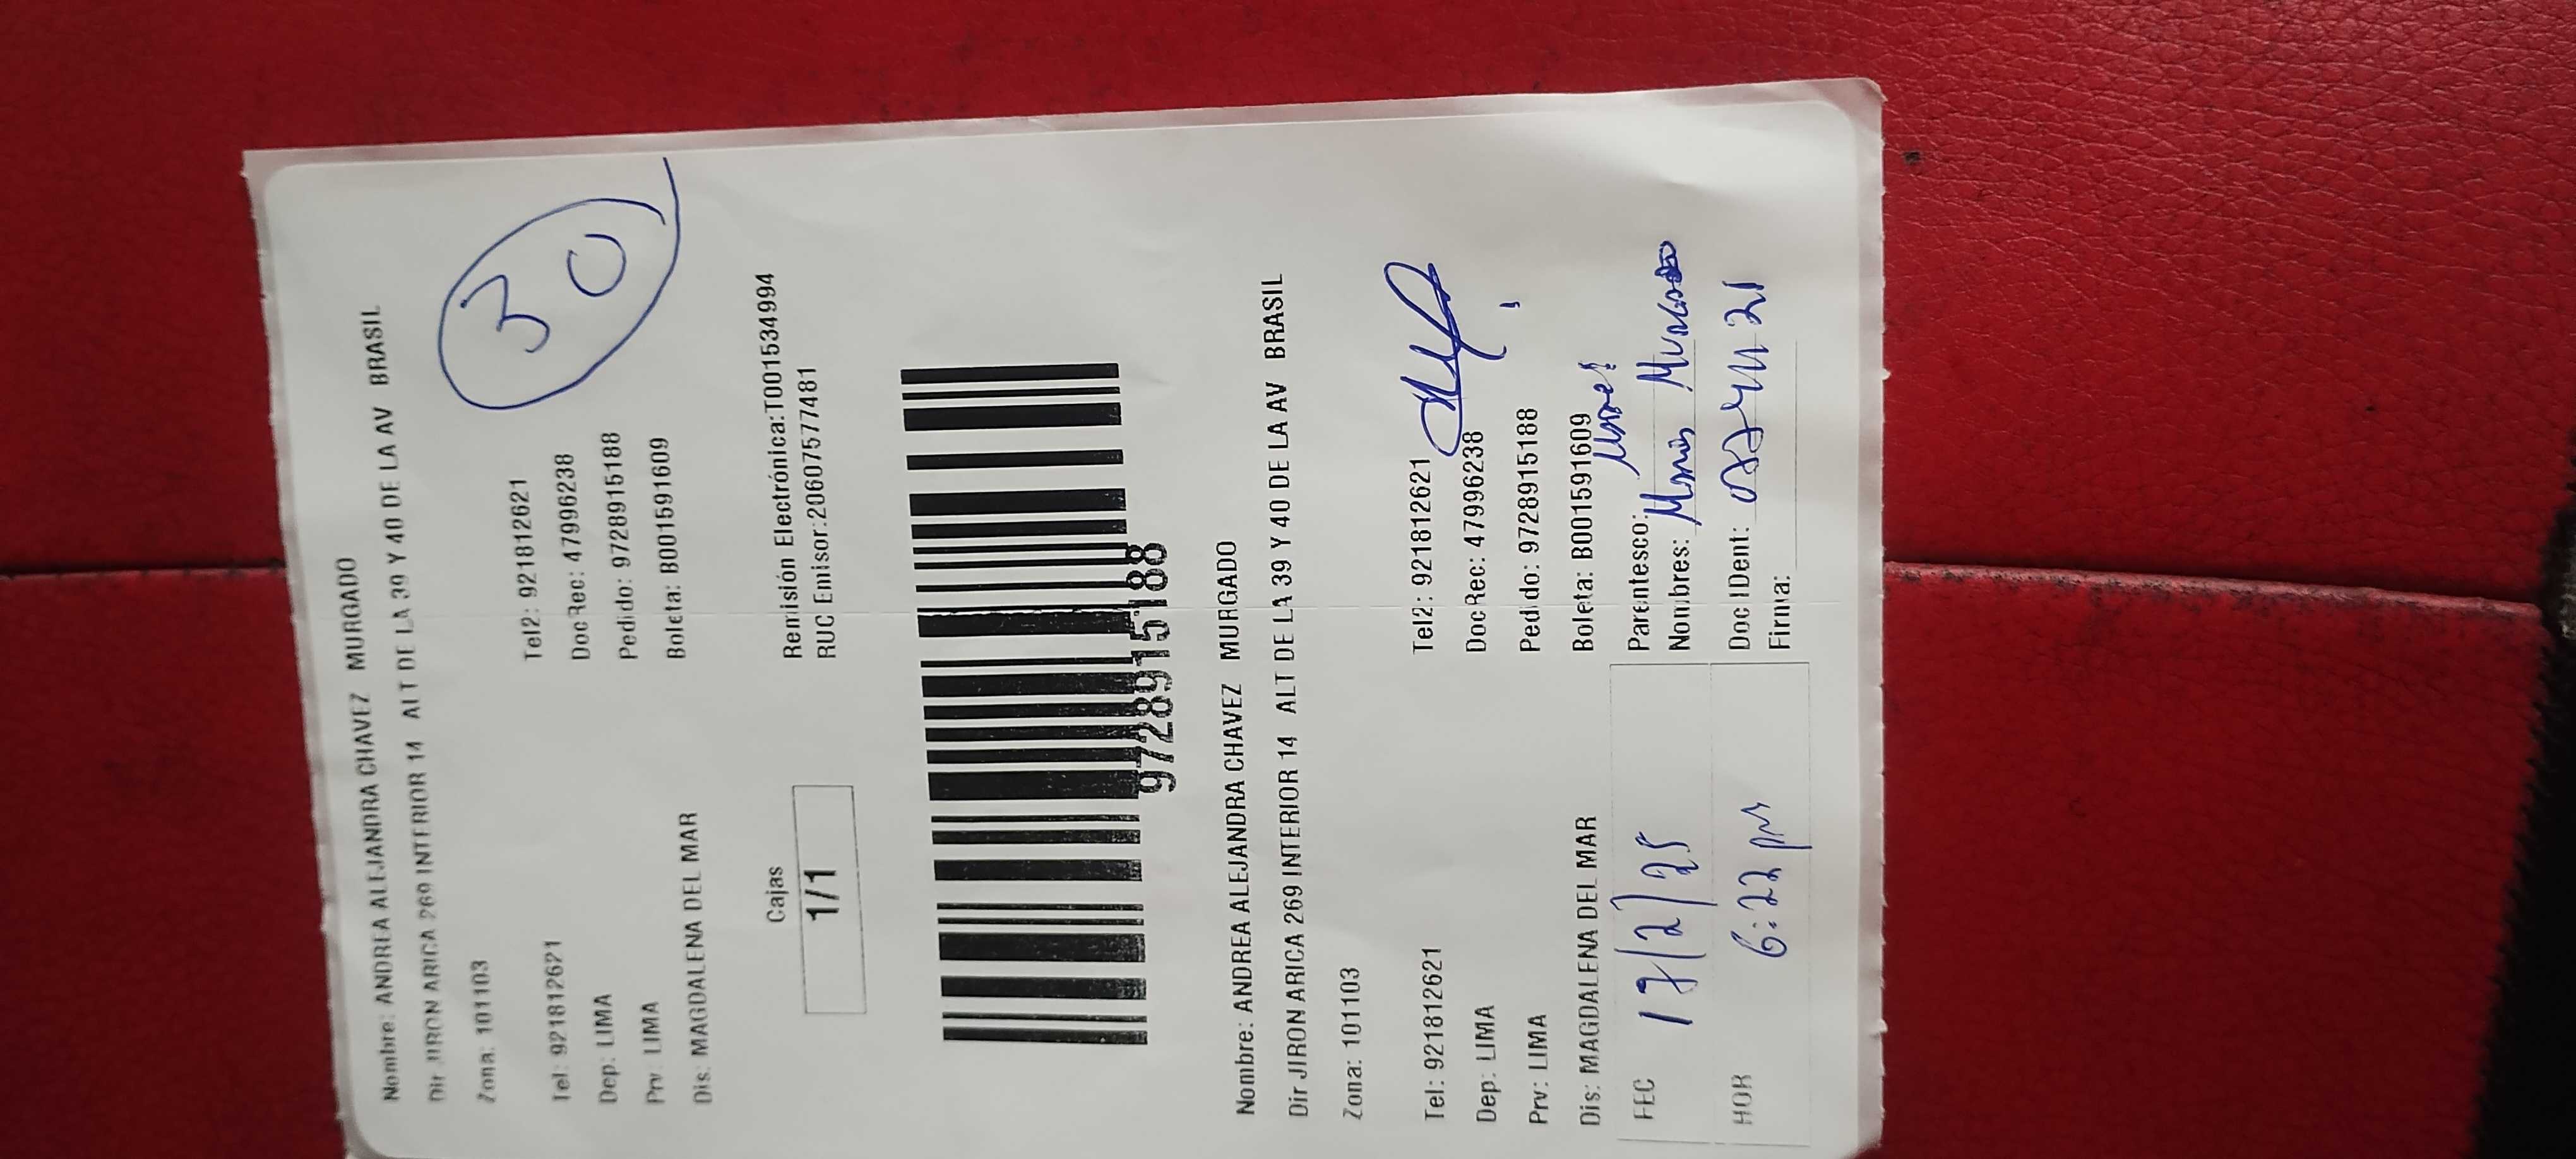 Nombre: ANDREA ALEJANDRA CHAVEZ MURGADO
Dir JIRON ARICA 269 INTERIOR 14 ALT DE LA 39 Y 40 DE LA AV BRASIL
Zona: 101103
30
Tel: 921812621 Tel2: 921812621
Dep: LIMA Doc Rec: 47996238
Prv: LIMA Pedido: 9728915188
Dis: MAGDALENA DEL MAR Boleta: B001591609
Cajas Remisión Electrónica:T001534994
1/1 RUC Emisor:20607577481
9728915188
Nombre: ANDREA ALEJANDRA CHAVEZ MURGADO
Dir JIRON ARICA 269 INTERIOR 14 ALT DE LA 39 Y 40 DE LA AV BRASIL
Zona: 101103
Tel: 921812621 Tel2: 921812621
Dep: LIMA Doc Rec: 47996238
Prv: LIMA Pedido: 9728915188
Dis: MAGDALENA DEL MAR Boleta: B001591609
FEC 17/2/25 Parentesco:
Nombres: Murgado
HOR 6:22 pm Doc IDent:
Firma: